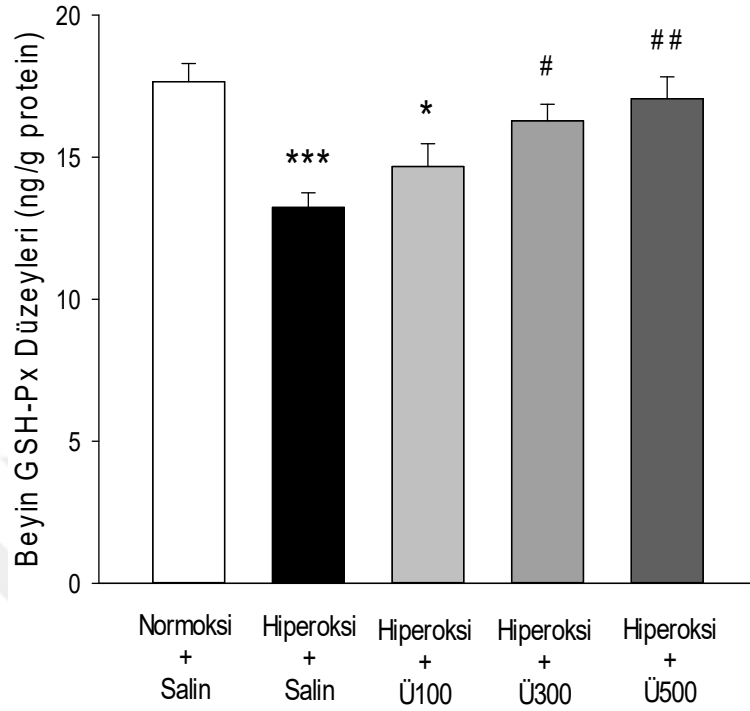 Beyin GSH-Px Düzeyleri (ng/g protein)
20
15
10
5
0
***
*
#
##
Normoksi
+
Salin
Hiperoksi
+
Salin
Hiperoksi
+
Ü100
Hiperoksi
+
Ü300
Hiperoksi
+
Ü500